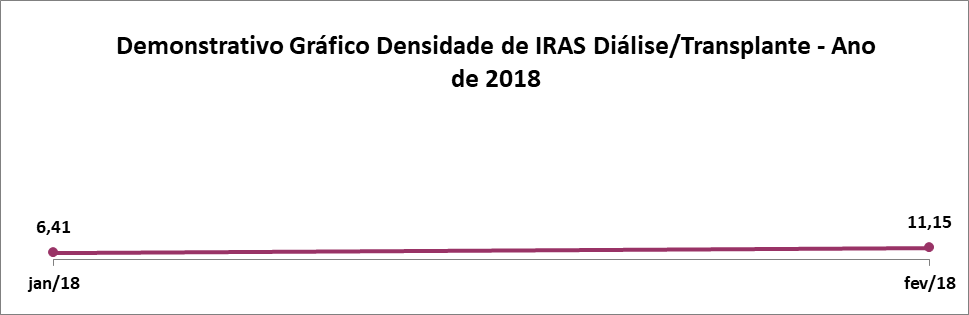 Demonstrativo Gráfico Densidade de IRAS Diálise/Transplante - Ano
de 2018
6,41
11,15
jan/18
fev/18